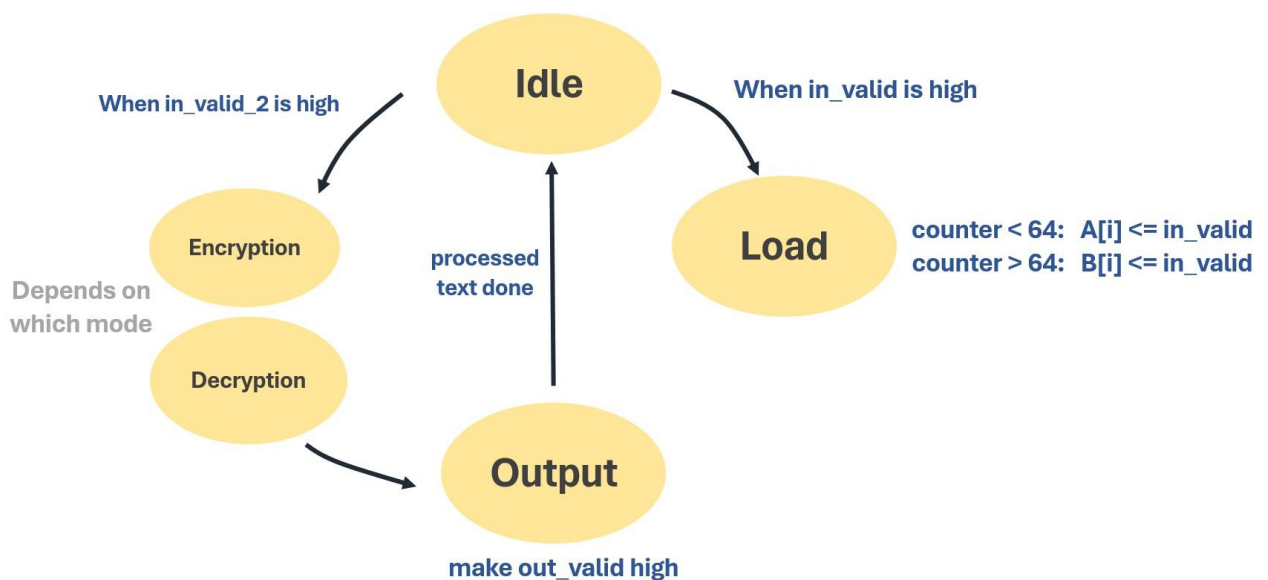 Idle
When in_valid_2 is high
When in_valid is high
Encryption
Load
counter < 64: A[i] <= in_valid
counter > 64: B[i] <= in_valid
processed
text done
Depends on
which mode
Decryption
Output
make out_valid high